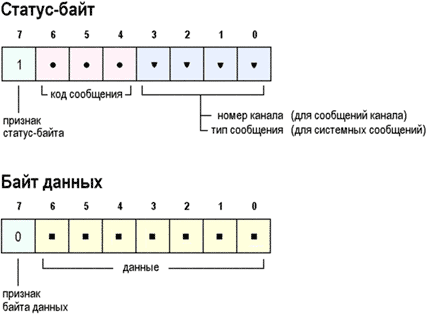 Статус-байт
7 6 5 4 3 2 1 0
1
код сообщения
номер канала (для сообщений канала)
признак
статус-байта
тип сообщения (для системных сообщений)
Байт данных
7 6 5 4 3 2 1 0
0
данные
признак
байта данных